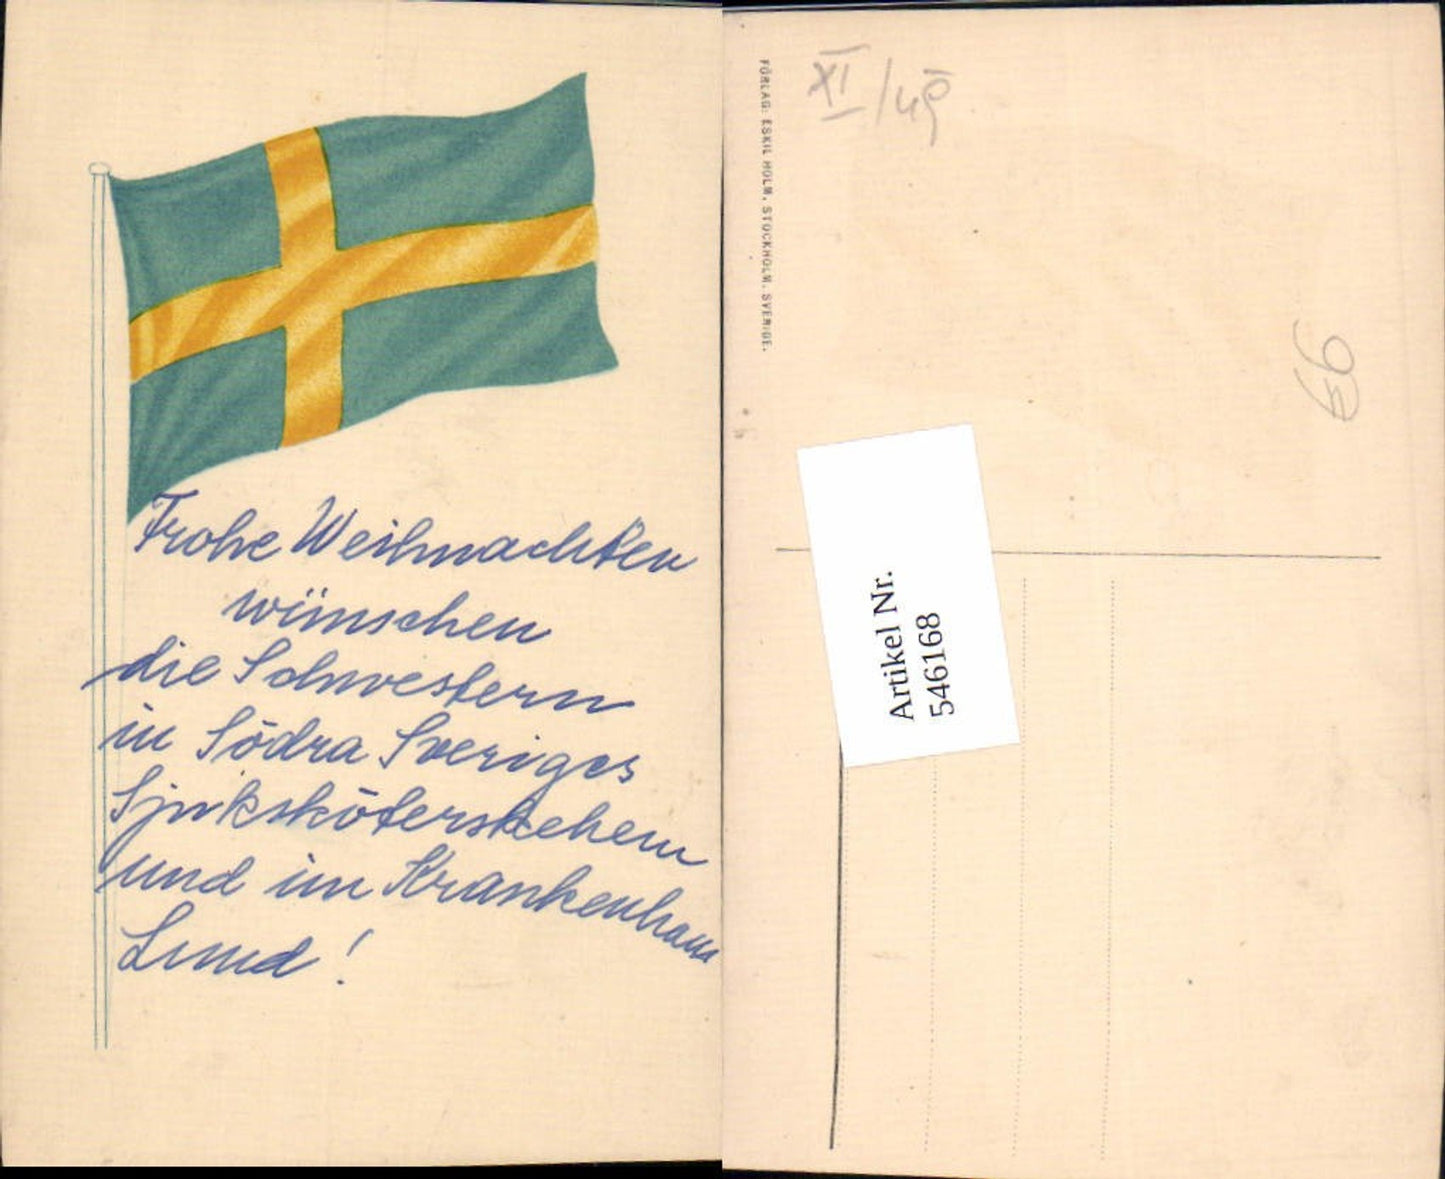 Frohe Weihnachten
wünschen
die Schwestern
in Södra Sveriges
Sjuksköterskehem
und im Krankenhaus
Lund!
FÖRLAG: ESKIL HOLM, STOCKHOLM. SVERIGE.
XI/49
Artikel Nr.
546168